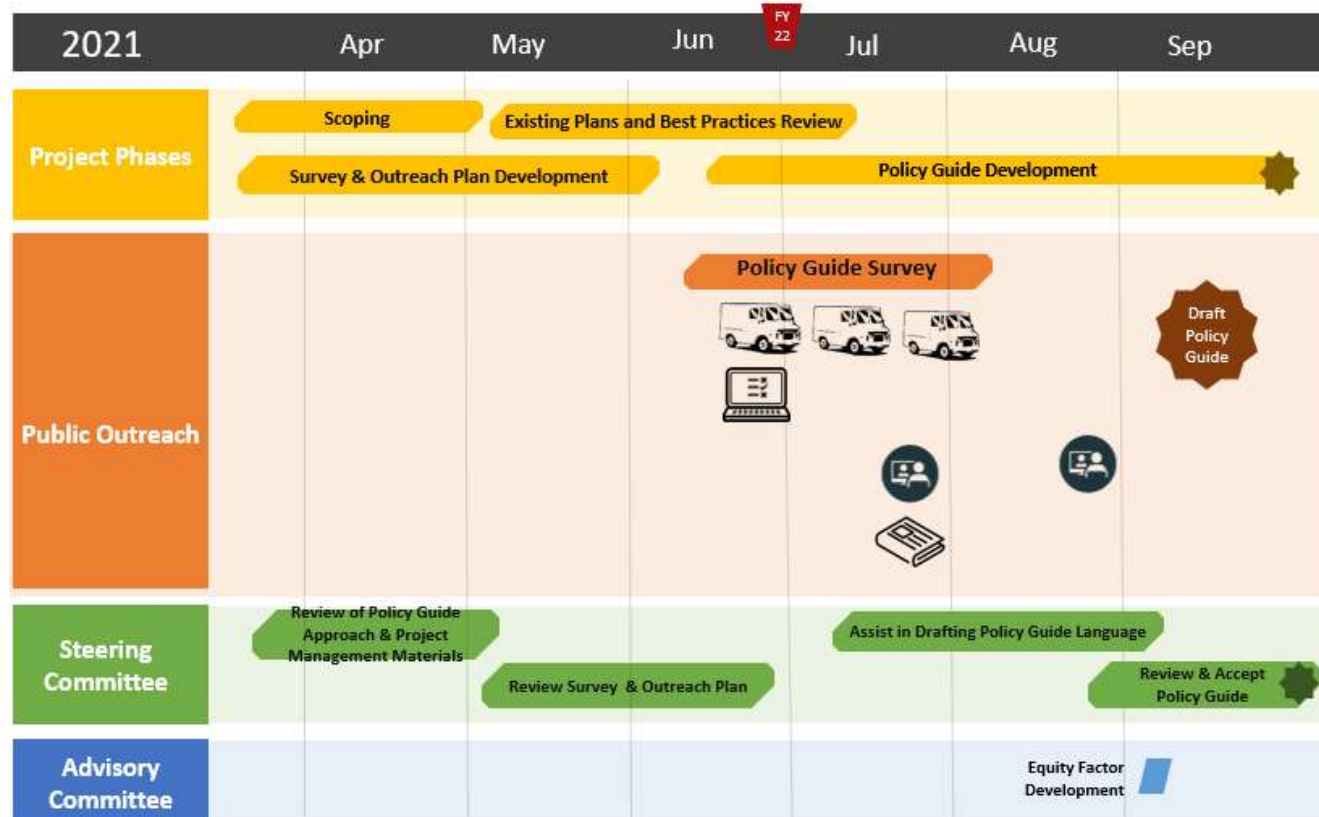 2021
Apr
May
Jun
FY
22
Jul
Aug
Sep
Project Phases
Scoping
Existing Plans and Best Practices Review
Survey & Outreach Plan Development
Policy Guide Development
Public Outreach
Policy Guide Survey
Draft
Policy
Guide
Steering
Committee
Review of Policy Guide
Approach & Project
Management Materials
Review Survey & Outreach Plan
Assist in Drafting Policy Guide Language
Review & Accept
Policy Guide
Advisory
Committee
Equity Factor
Development